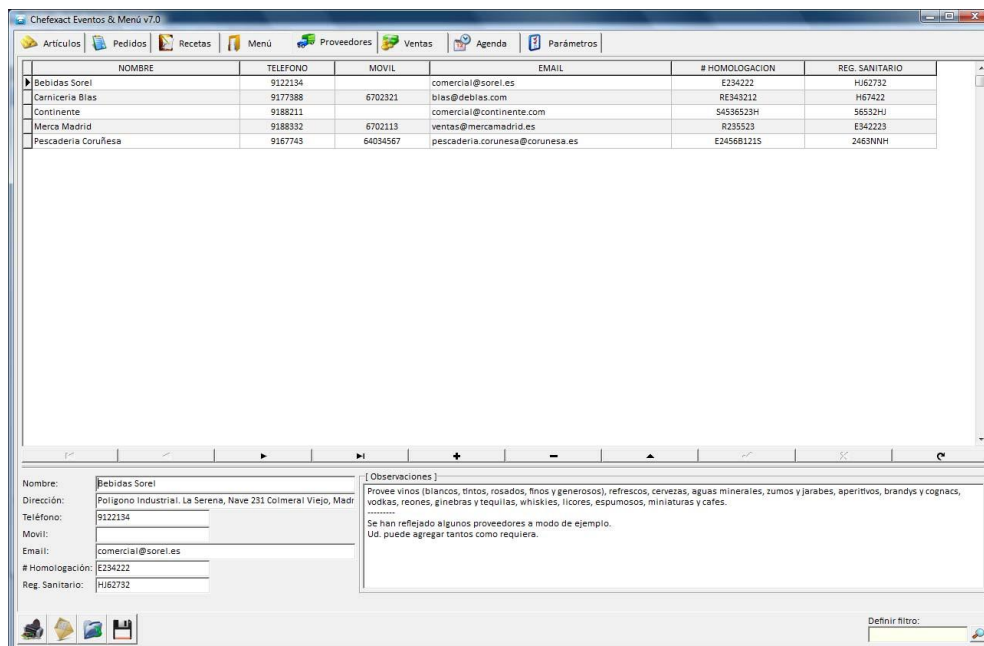 Chefexact Eventos & Menú v7.0
Artículos Pedidos Recetas Menú Proveedores Ventas Agenda Parámetros
NOMBRE TELEFONO MOVIL EMAIL # HOMOLOGACION REG. SANITARIO
Bebidas Sorel 9122134 comercial@sorel.es E234222 HJ62732
Carniceria Blas 9177388 6702321 blas@deblas.com RE343212 H67422
Continente 9188211 comercial@continente.com S4536523H 56532HJ
Merca Madrid 9188332 6702113 ventas@mercamadrid.es R235523 E342223
Pescaderia Coruñesa 9167743 64034567 pescaderia.corunesa@corunesa.es E2456B121S 2463NNH
Nombre: Bebidas Sorel
Dirección: Poligono Industrial. La Serena, Nave 231 Colmeral Viejo, Madr
Teléfono: 9122134
Movil:
Email: comercial@sorel.es
# Homologación: E234222
Reg. Sanitario: HJ62732
[ Observaciones ]
Provee vinos (blancos, tintos, rosados, finos y generosos), refrescos, cervezas, aguas minerales, zumos y jarabes, aperitivos, brandys y cognacs,
vodkas, reones, ginebras y tequilas, whiskies, licores, espumosos, miniaturas y cafes.
---------
Se han reflejado algunos proveedores a modo de ejemplo.
Ud. puede agregar tantos como requiera.
Definir filtro: